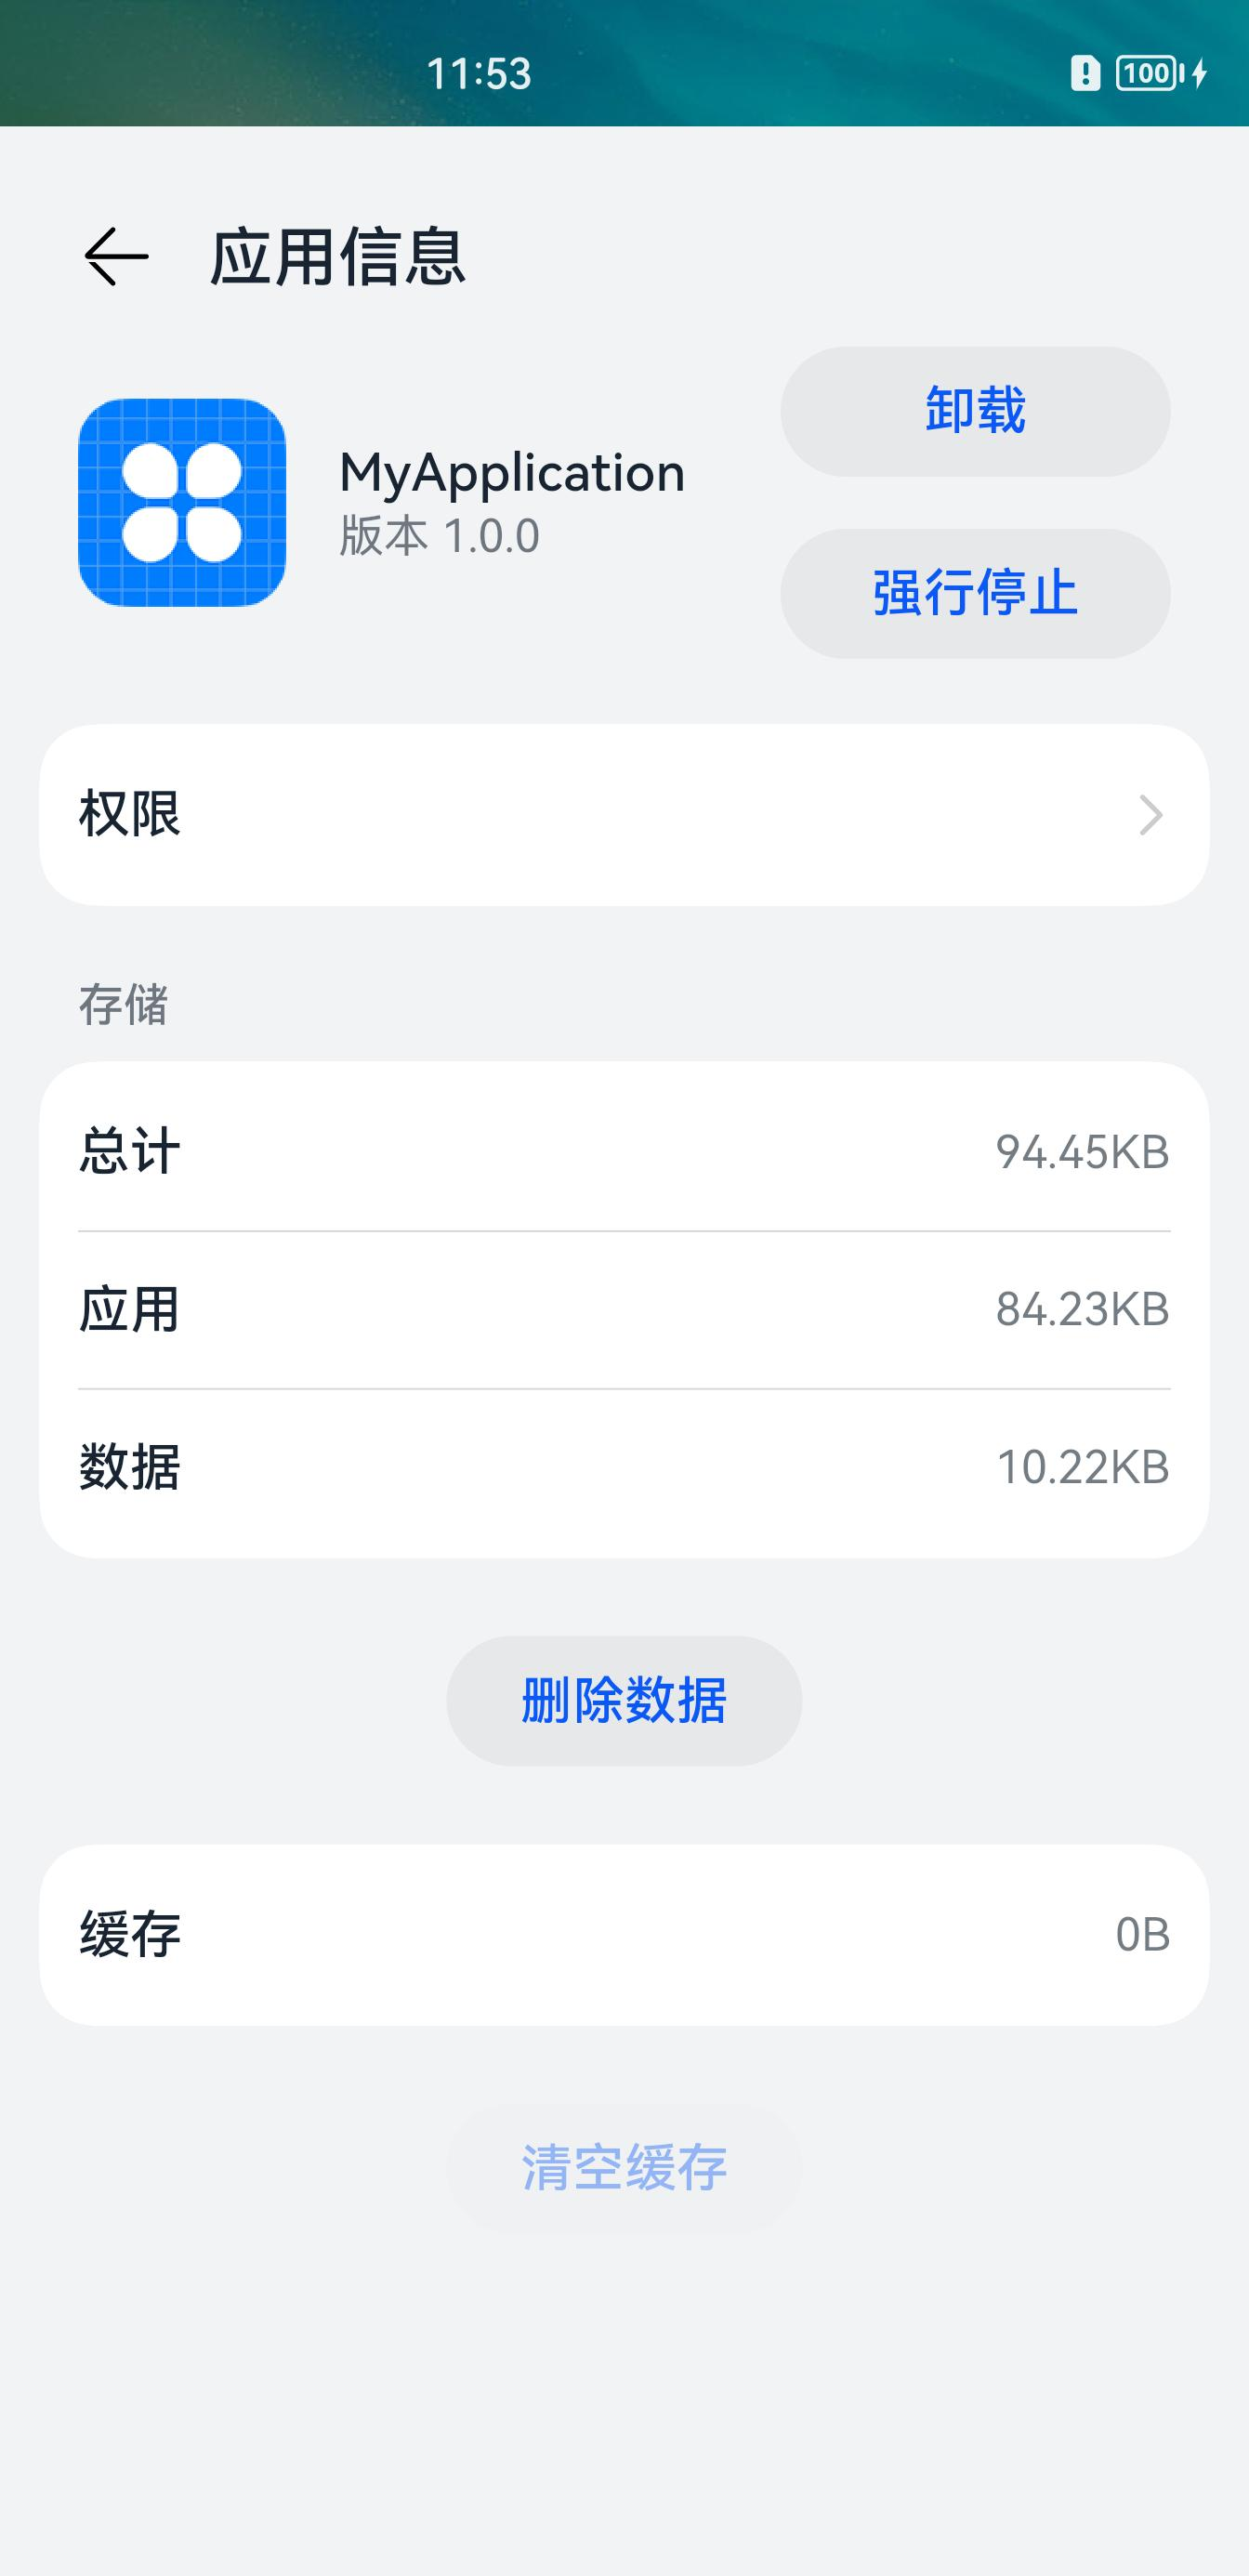 11:53
100
应用信息
卸载
MyApplication
版本 1.0.0
强行停止
权限
存储
总计
94.45KB
应用
84.23KB
数据
10.22KB
删除数据
缓存
0B
清空缓存